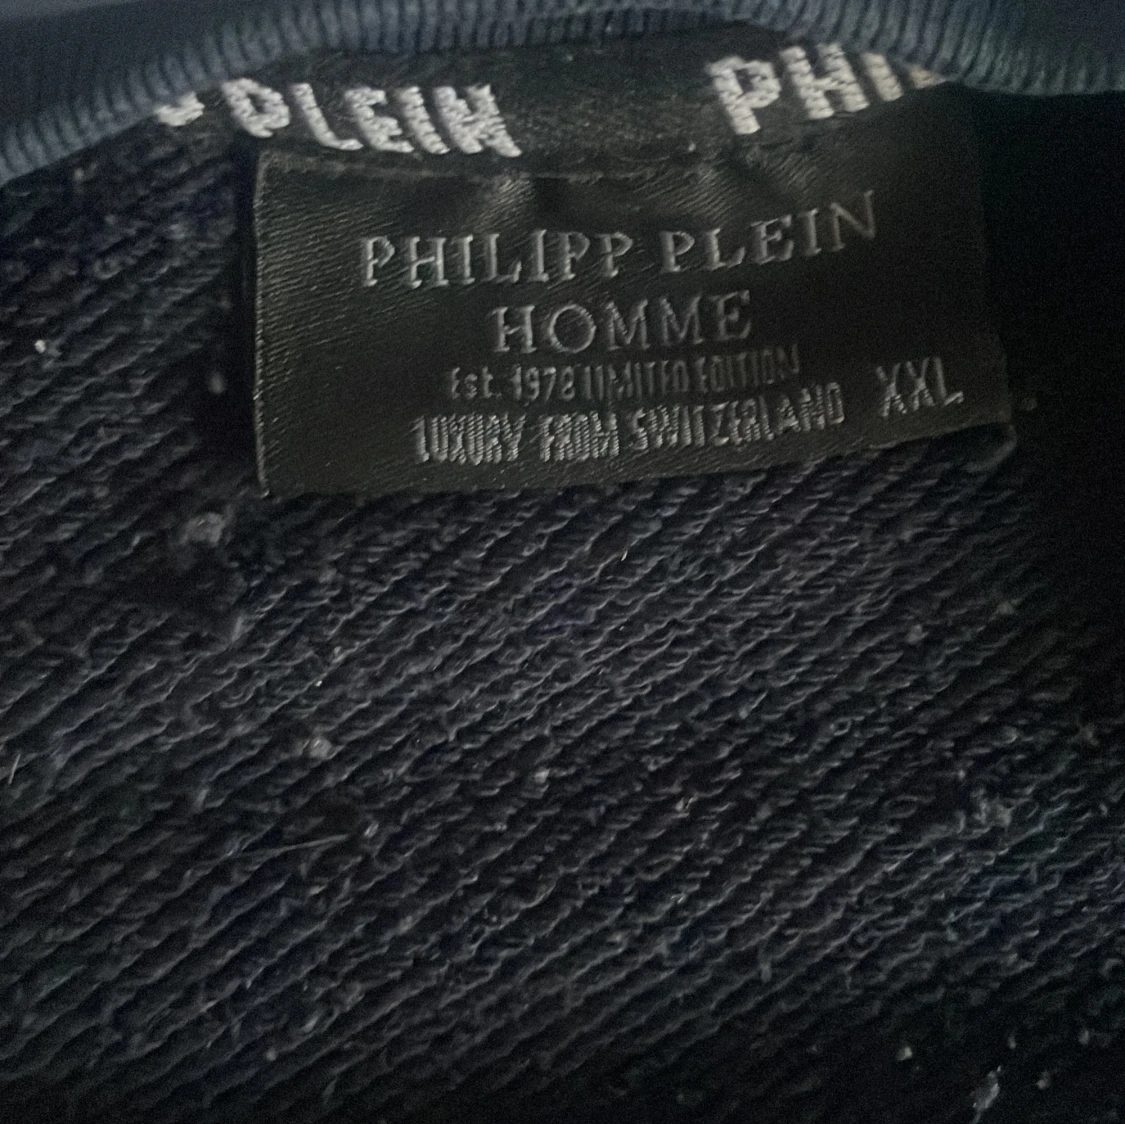 P PLEIN PHI
PHILIPP PLEIN
HOMME
Est. 1978 LIMITED EDITION
LUXURY FROM SWITZERLAND XXL